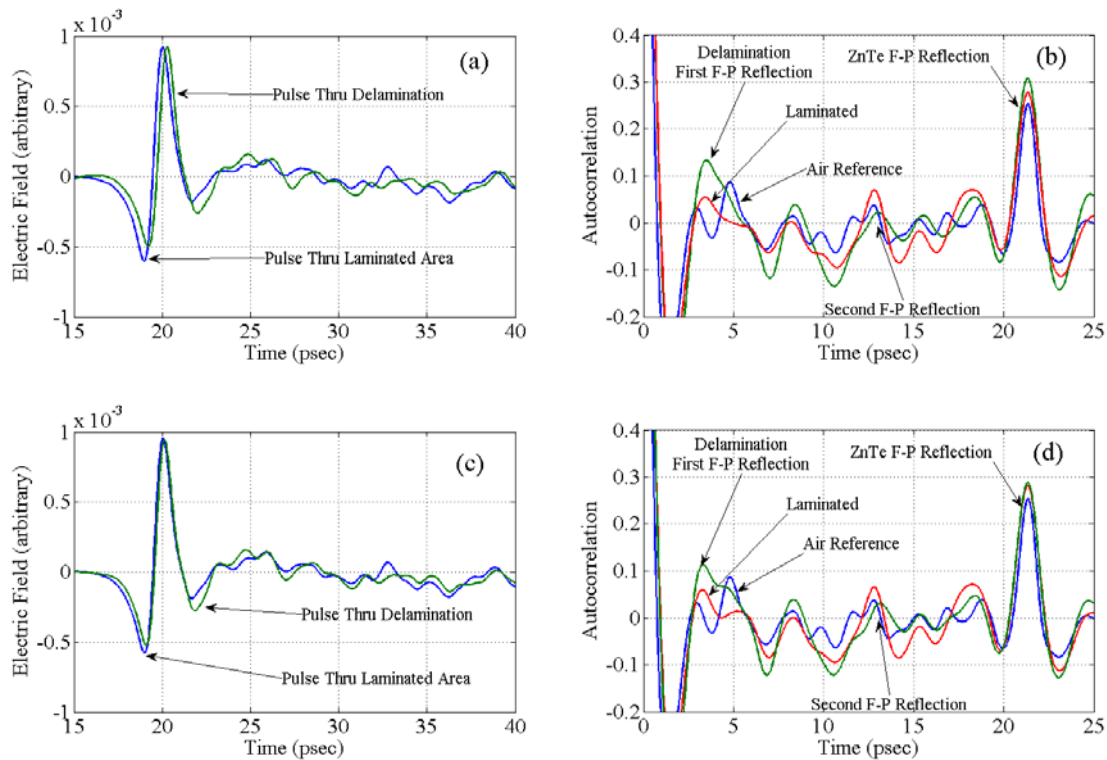 x 10-3
1
0.5
0
-0.5
-1
15
20
25
30
35
40
Time (psec)
Electric Field (arbitrary)
(a)
Pulse Thru Delamination
Pulse Thru Laminated Area
0.4
0.3
0.2
0.1
0
-0.1
-0.2
0
5
10
15
20
25
Time (psec)
Autocorrelation
(b)
Delamination
First F-P Reflection
ZnTe F-P Reflection
Laminated
Air Reference
Second F-P Reflection
x 10-3
1
0.5
0
-0.5
-1
15
20
25
30
35
40
Time (psec)
Electric Field (arbitrary)
(c)
Pulse Thru Delamination
Pulse Thru Laminated Area
0.4
0.3
0.2
0.1
0
-0.1
-0.2
0
5
10
15
20
25
Time (psec)
Autocorrelation
(d)
Delamination
First F-P Reflection
ZnTe F-P Reflection
Laminated
Air Reference
Second F-P Reflection